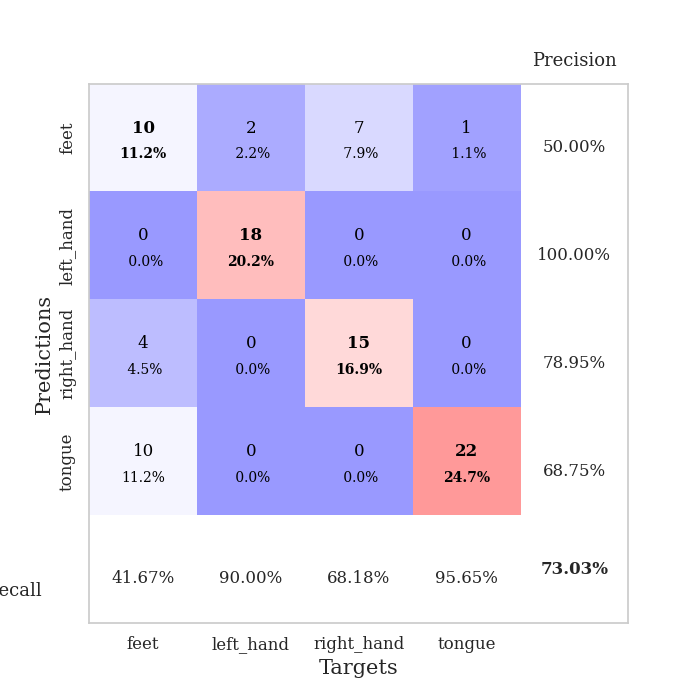 Precision
feet
10 2 7 1
11.2% 2.2% 7.9% 1.1%
50.00%
left_hand
0 18 0 0
0.0% 20.2% 0.0% 0.0%
100.00%
Predictions
right_hand
4 0 15 0
4.5% 0.0% 16.9% 0.0%
78.95%
tongue
10 0 0 22
11.2% 0.0% 0.0% 24.7%
68.75%
ecall
41.67% 90.00% 68.18% 95.65% 73.03%
feet left_hand right_hand tongue
Targets